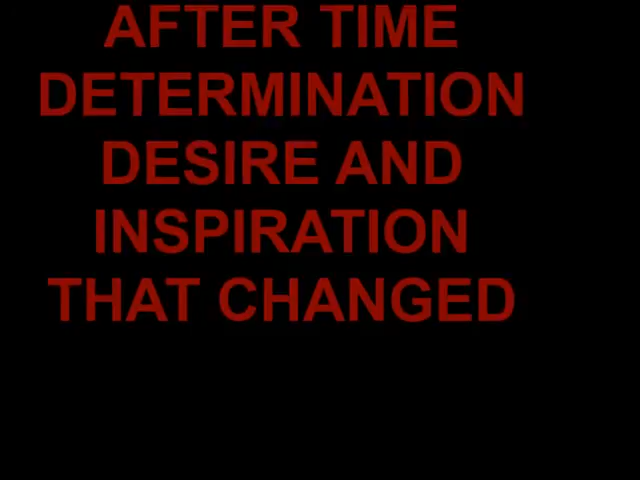 AFTER TIME
DETERMINATION
DESIRE AND
INSPIRATION
THAT CHANGED